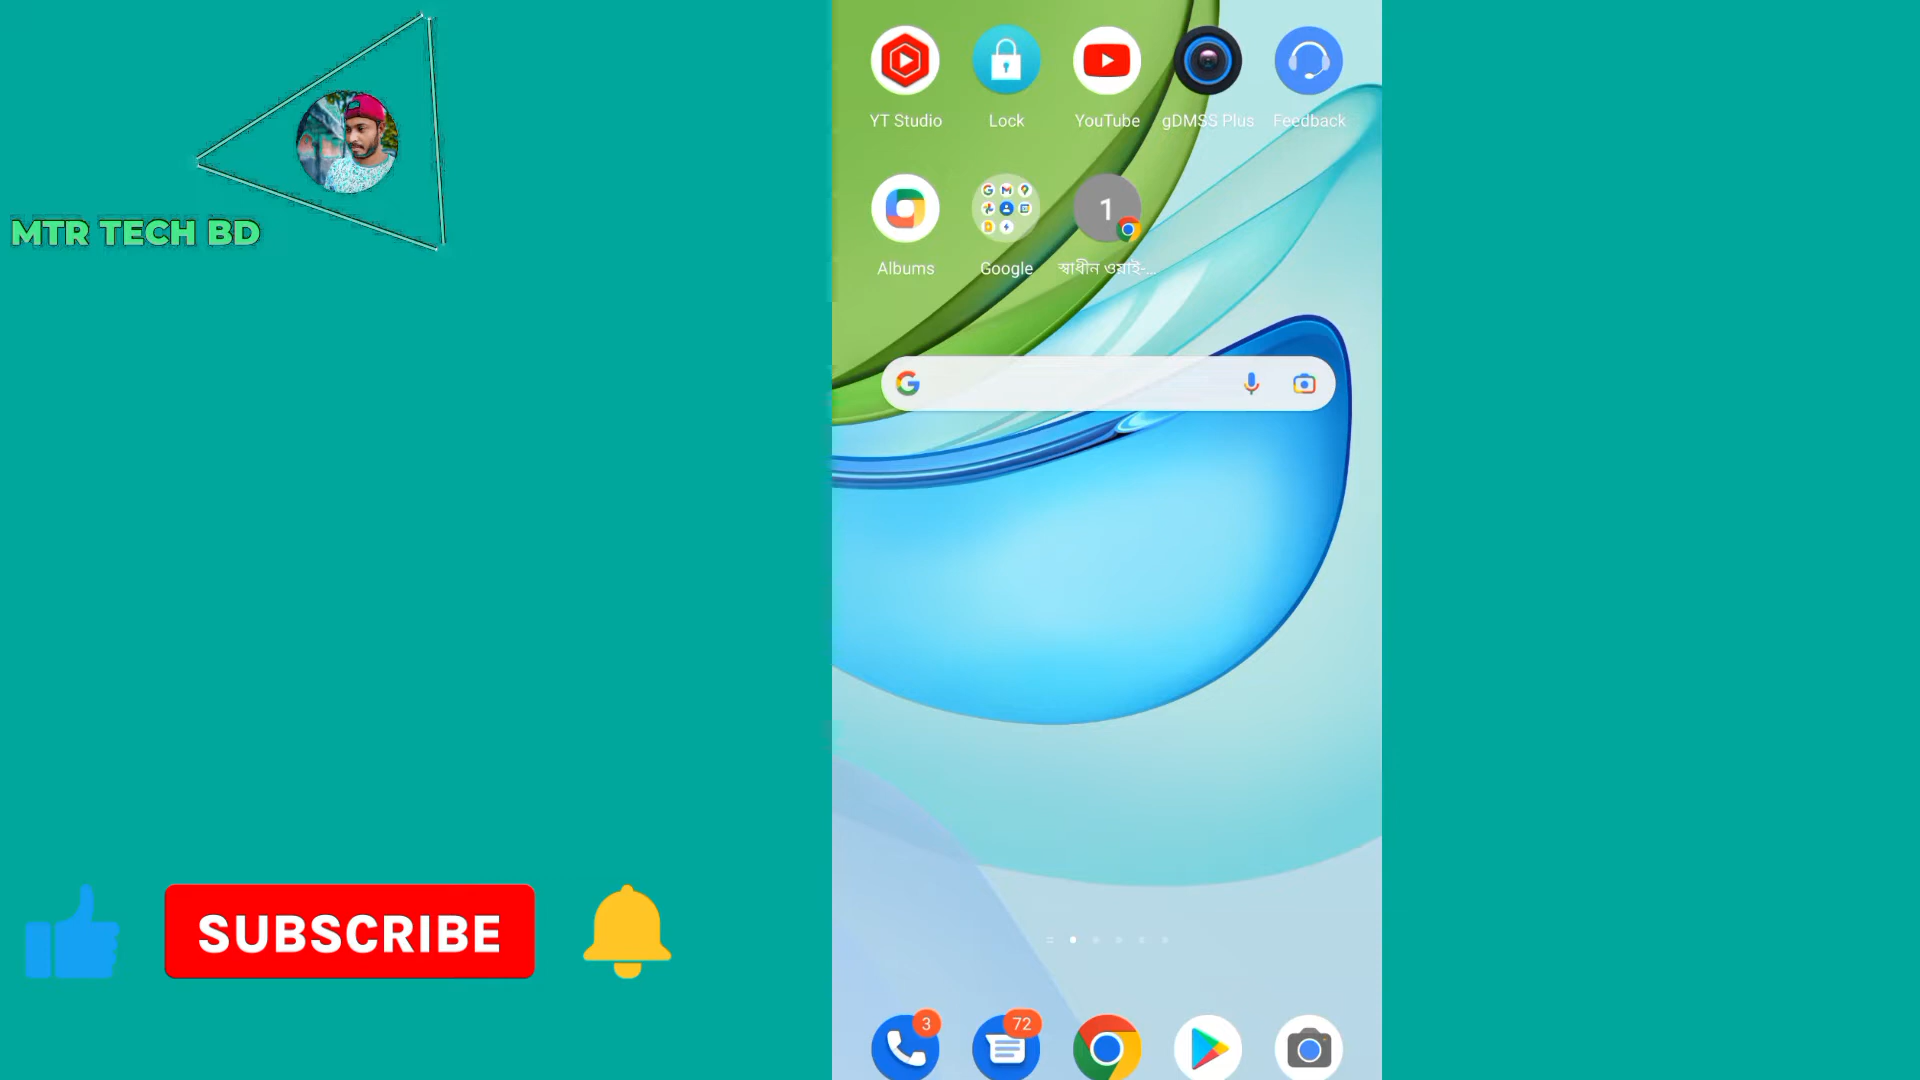 MTR TECH BD
SUBSCRIBE
YT Studio
Lock
YouTube
gDMSS Plus
Feedback
Albums
Google
1
স্বাধীন ওয়াই-...
3
72